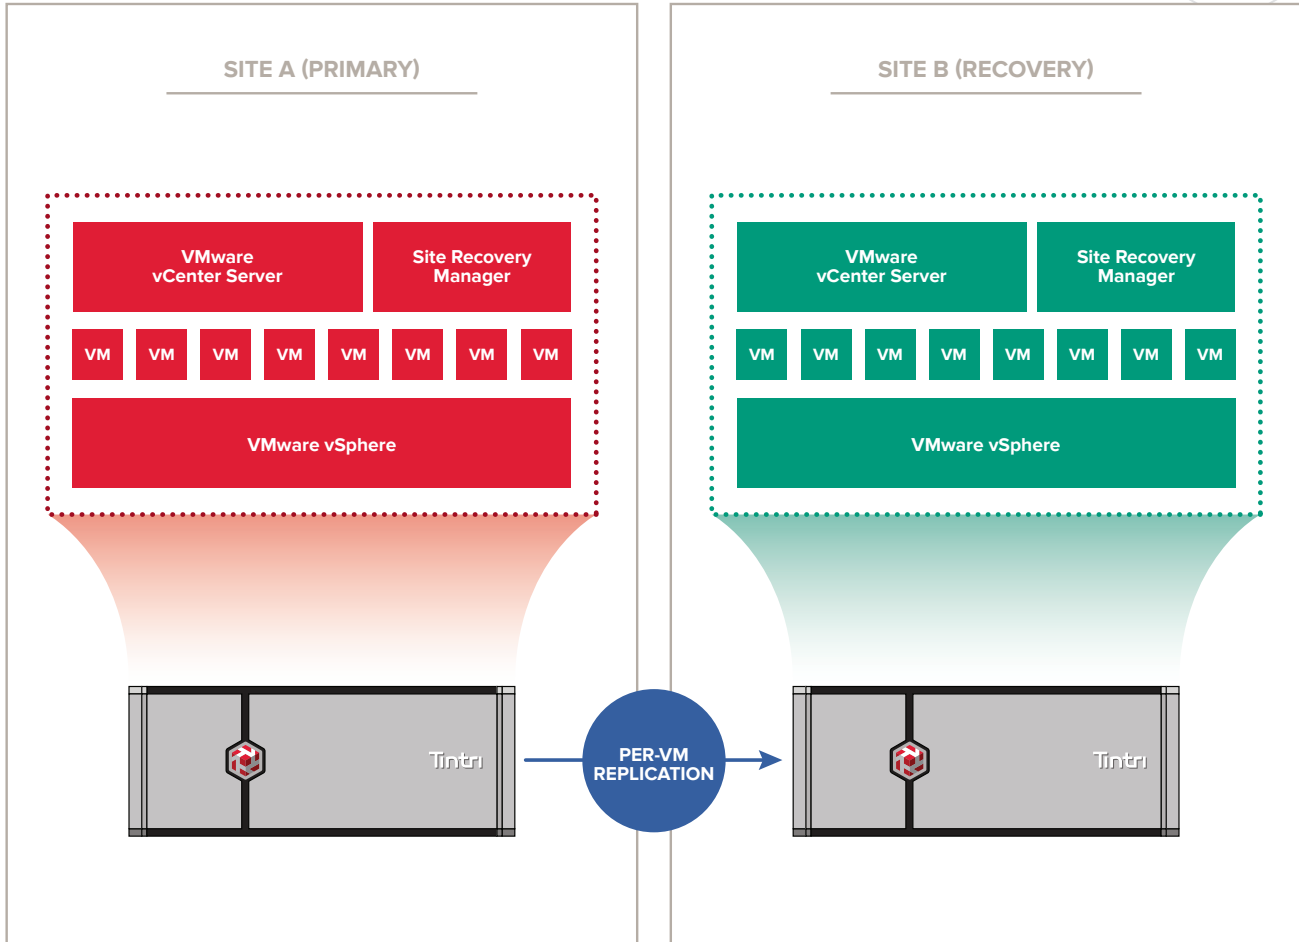 SITE A (PRIMARY)
VMware
vCenter Server
Site Recovery
Manager
VM VM VM VM VM VM VM VM
VMware vSphere
Tintri
PER-VM
REPLICATION
SITE B (RECOVERY)
VMware
vCenter Server
Site Recovery
Manager
VM VM VM VM VM VM VM VM
VMware vSphere
Tintri